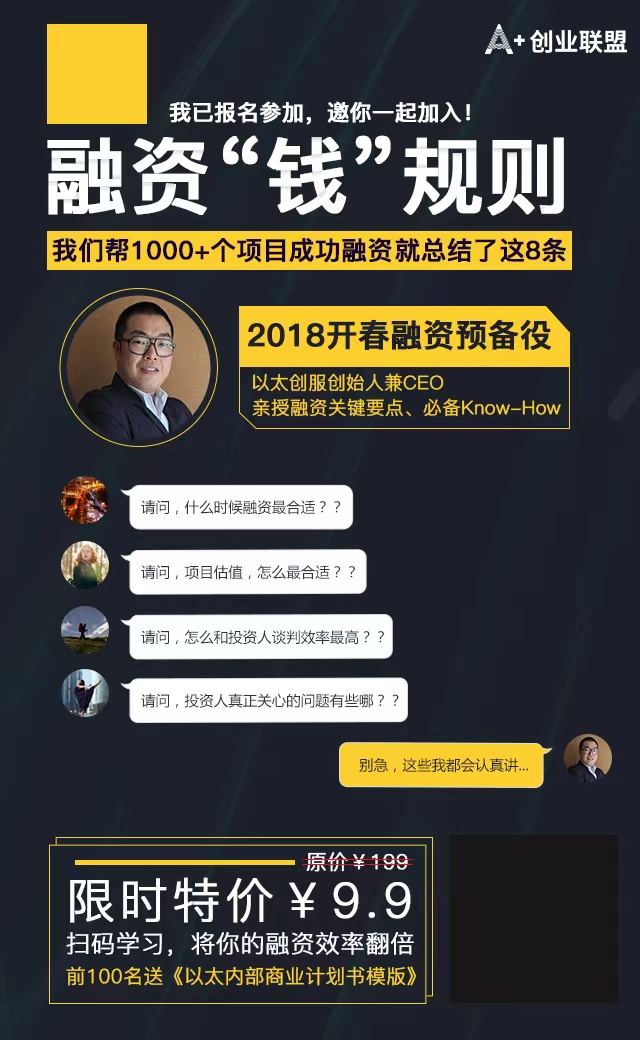 A+创业联盟
我已报名参加，邀你一起加入！
融资“钱”规则
我们帮1000+个项目成功融资就总结了这8条
2018开春融资预备役
以太创服创始人兼CEO
亲授融资关键要点、必备Know-How
请问，什么时候融资最合适？？
请问，项目估值，怎么最合适？？
请问，怎么和投资人谈判效率最高？？
请问，投资人真正关心的问题有些哪？？
别急，这些我都会认真讲...
原价￥199
限时特价￥9.9
扫码学习，将你的融资效率翻倍
前100名送《以太内部商业计划书模版》